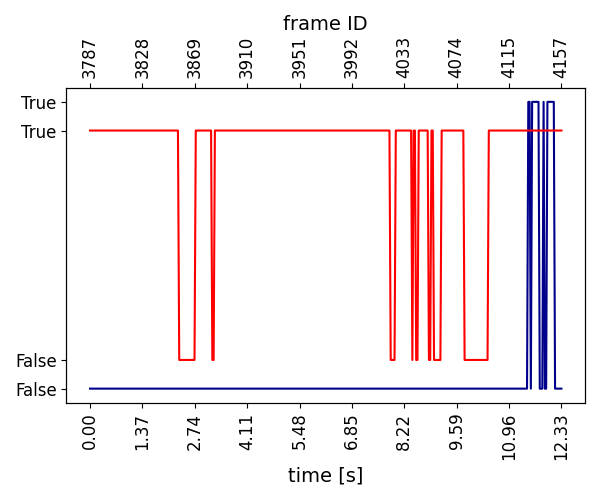 frame ID
3787 3828 3869 3910 3951 3992 4033 4074 4115 4157
True
True
False
False
0.00 1.37 2.74 4.11 5.48 6.85 8.22 9.59 10.96 12.33
time [s]